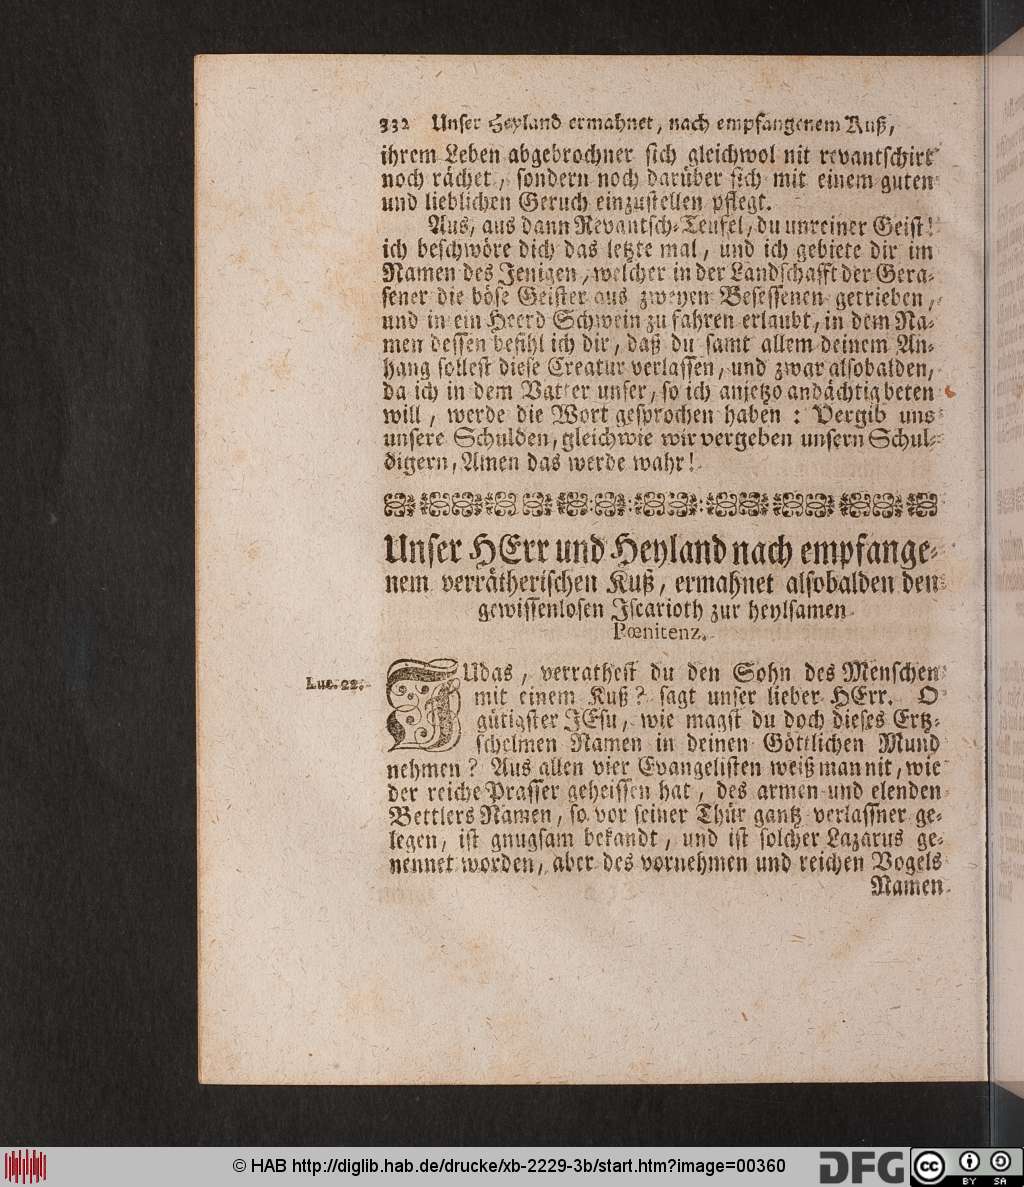 332 Unser Heyland ermahnet, nach empfangenem Kuß,
ihrem Leben abgebrochner sich gleichwol nit revantschirt
noch rächet, sondern noch darüber sich mit einem guten
und lieblichen Geruch einzustellen pflegt.
Aus, aus dann Revantsch-Teufel, du unreiner Geist!
ich beschwöre dich das letzte mal, und ich gebiete dir im
Namen des Jenigen, welcher in der Landschafft der Gera-
sener die böse Geister aus zweyen Besessenen getrieben,
und in ein Heerd Schwein zu fahren erlaubt, in dem Na-
men dessen befihl ich dir, daß du samt allem deinem An-
hang sollest diese Creatur verlassen, und zwar alsobalden,
da ich in dem Vatter unser, so ich anjetzo andächtig beten
will, werde die Wort gesprochen haben: Vergib uns
unsere Schulden, gleichwie wir vergeben unsern Schul-
digern, Amen das werde wahr!
Unser HErr und Heyland nach empfange-
nem verrätherischen Kuß, ermahnet alsobalden den
gewissenlosen Iscarioth zur heylsamen
Pœnitenz.
Luc. 22.
JUdas, verrathest du den Sohn des Menschen
mit einem Kuß? sagt unser lieber HErr. O
gütigster JEsu, wie magst du doch dieses Ertz-
schelmen Namen in deinen Göttlichen Mund
nehmen? Aus allen vier Evangelisten weiß man nit, wie
der reiche Prasser geheissen hat, des armen und elenden
Bettlers Namen, so vor seiner Thür gantz verlassner ge-
legen, ist gnugsam bekandt, und ist solcher Lazarus ge-
nennet worden, aber des vornehmen und reichen Vogels
Namen
© HAB http://diglib.hab.de/drucke/xb-2229-3b/start.htm?image=00360
DFG
cc BY SA